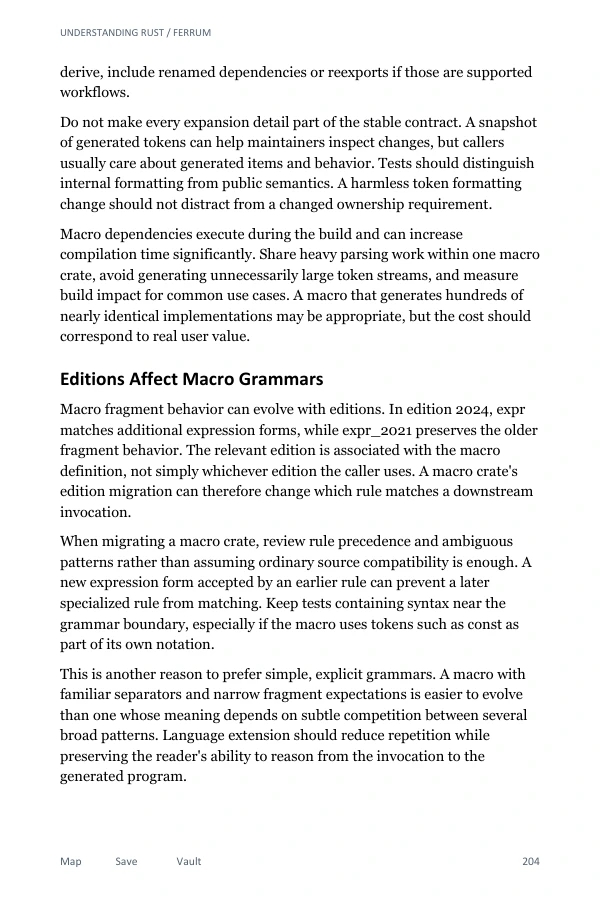 UNDERSTANDING RUST / FERRUM
derive, include renamed dependencies or reexports if those are supported
workflows.
Do not make every expansion detail part of the stable contract. A snapshot
of generated tokens can help maintainers inspect changes, but callers
usually care about generated items and behavior. Tests should distinguish
internal formatting from public semantics. A harmless token formatting
change should not distract from a changed ownership requirement.
Macro dependencies execute during the build and can increase
compilation time significantly. Share heavy parsing work within one macro
crate, avoid generating unnecessarily large token streams, and measure
build impact for common use cases. A macro that generates hundreds of
nearly identical implementations may be appropriate, but the cost should
correspond to real user value.
Editions Affect Macro Grammars
Macro fragment behavior can evolve with editions. In edition 2024, expr
matches additional expression forms, while expr_2021 preserves the older
fragment behavior. The relevant edition is associated with the macro
definition, not simply whichever edition the caller uses. A macro crate's
edition migration can therefore change which rule matches a downstream
invocation.
When migrating a macro crate, review rule precedence and ambiguous
patterns rather than assuming ordinary source compatibility is enough. A
new expression form accepted by an earlier rule can prevent a later
specialized rule from matching. Keep tests containing syntax near the
grammar boundary, especially if the macro uses tokens such as const as
part of its own notation.
This is another reason to prefer simple, explicit grammars. A macro with
familiar separators and narrow fragment expectations is easier to evolve
than one whose meaning depends on subtle competition between several
broad patterns. Language extension should reduce repetition while
preserving the reader's ability to reason from the invocation to the
generated program.
Map Save Vault 204